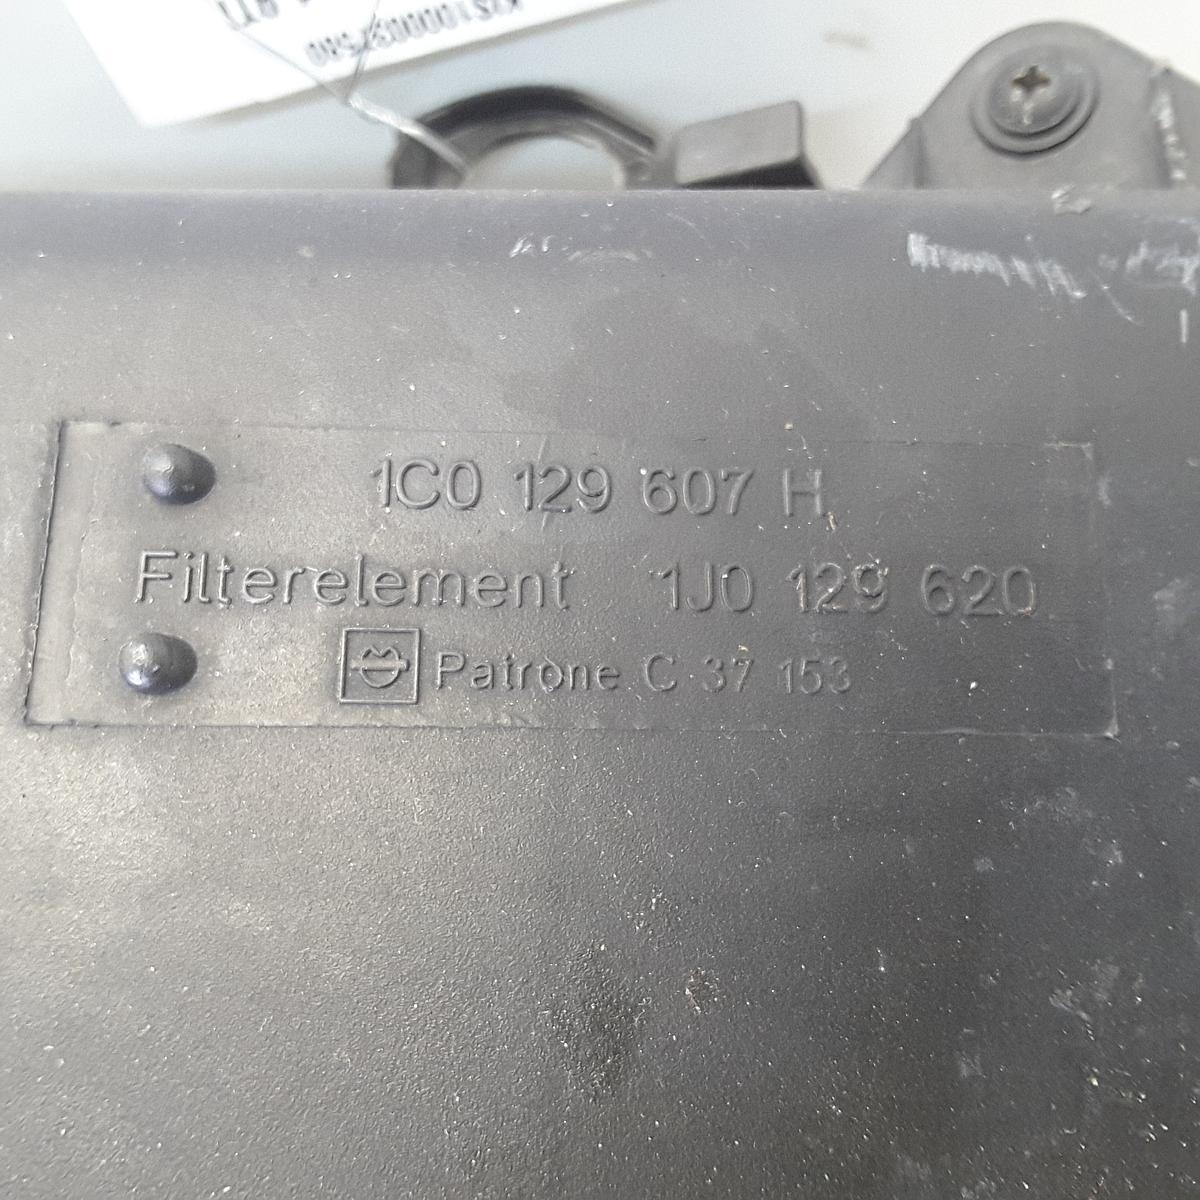 1C0 129 607 H
Filterelement 1J0 129 620
Patrone C 37 153